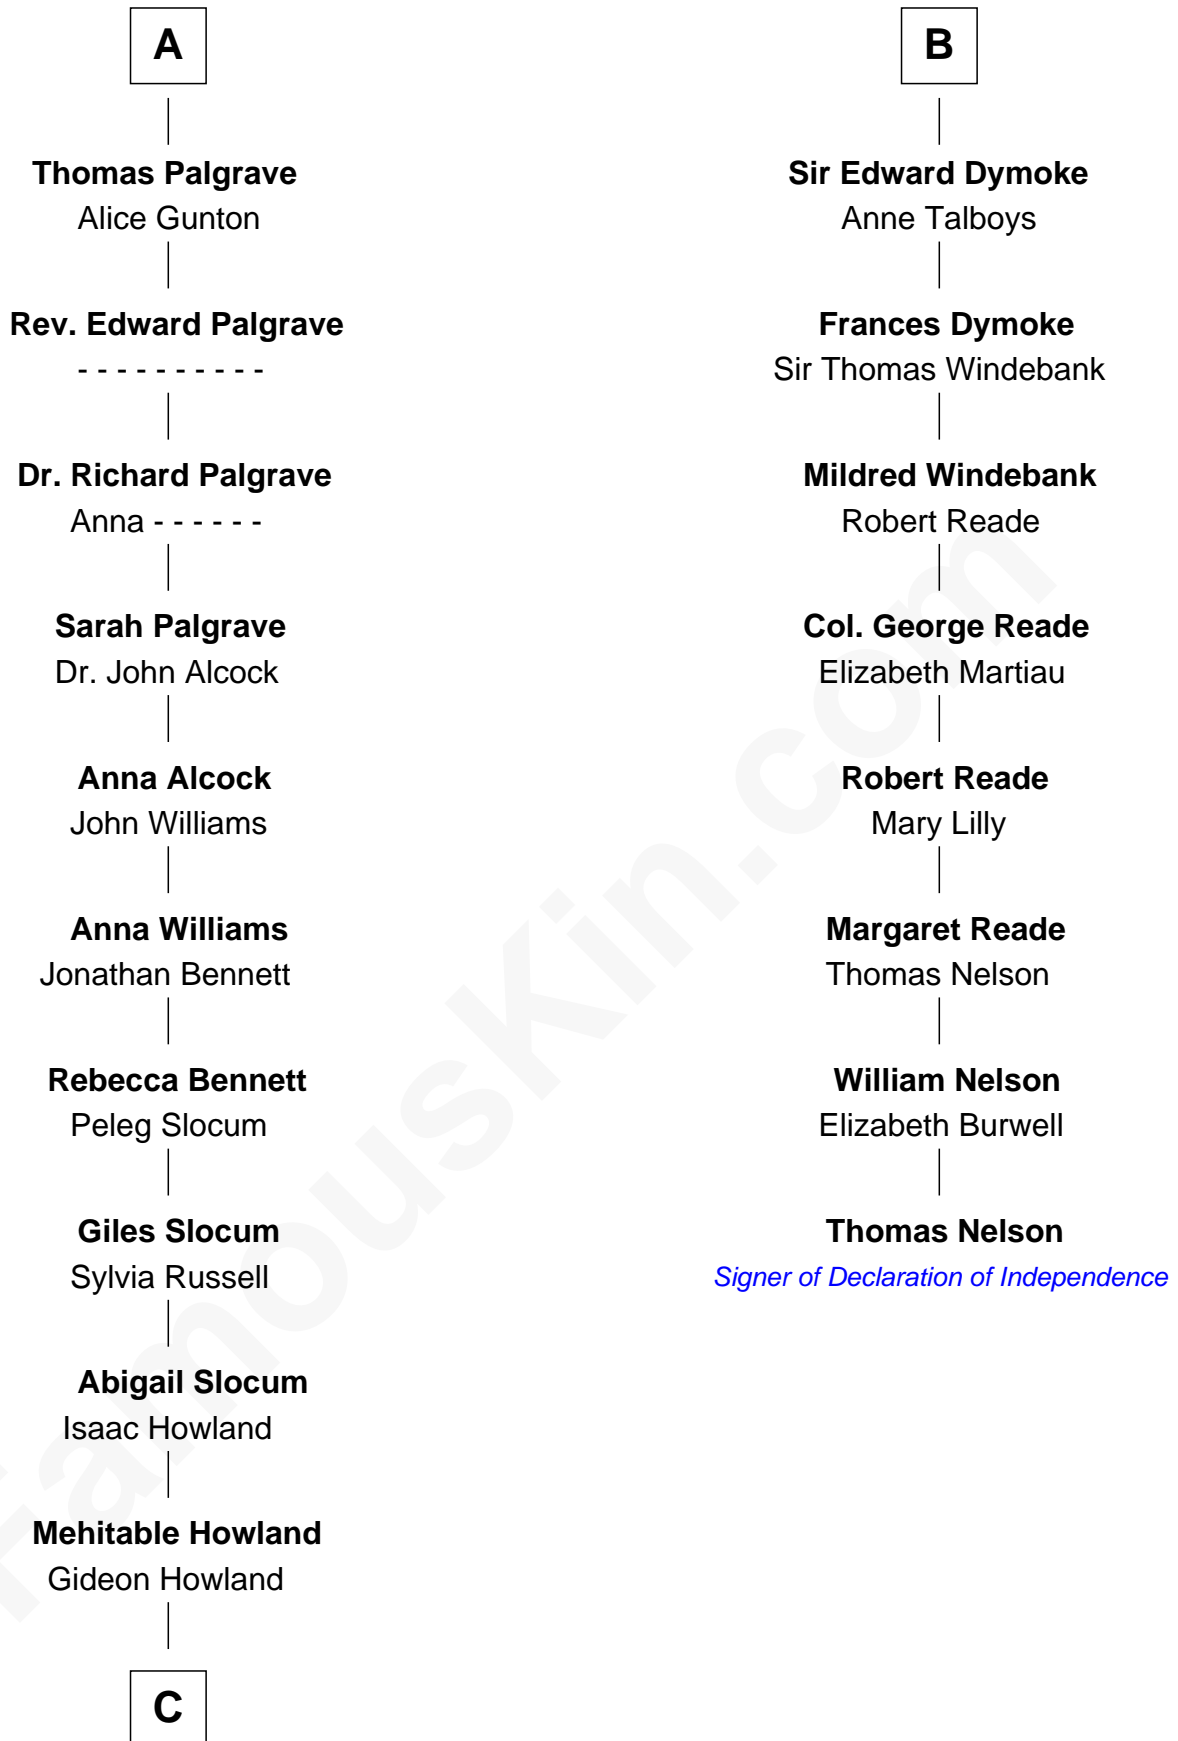 A
Thomas Palgrave
Alice Gunton
Rev. Edward Palgrave
- - - - - - - - - -
Dr. Richard Palgrave
Anna - - - - - -
Sarah Palgrave
Dr. John Alcock
Anna Alcock
John Williams
Anna Williams
Jonathan Bennett
Rebecca Bennett
Peleg Slocum
Giles Slocum
Sylvia Russell
Abigail Slocum
Isaac Howland
Mehitable Howland
Gideon Howland
C
B
Sir Edward Dymoke
Anne Talboys
Frances Dymoke
Sir Thomas Windebank
Mildred Windebank
Robert Reade
Col. George Reade
Elizabeth Martiau
Robert Reade
Mary Lilly
Margaret Reade
Thomas Nelson
William Nelson
Elizabeth Burwell
Thomas Nelson
Signer of Declaration of Independence
FamousKin.com